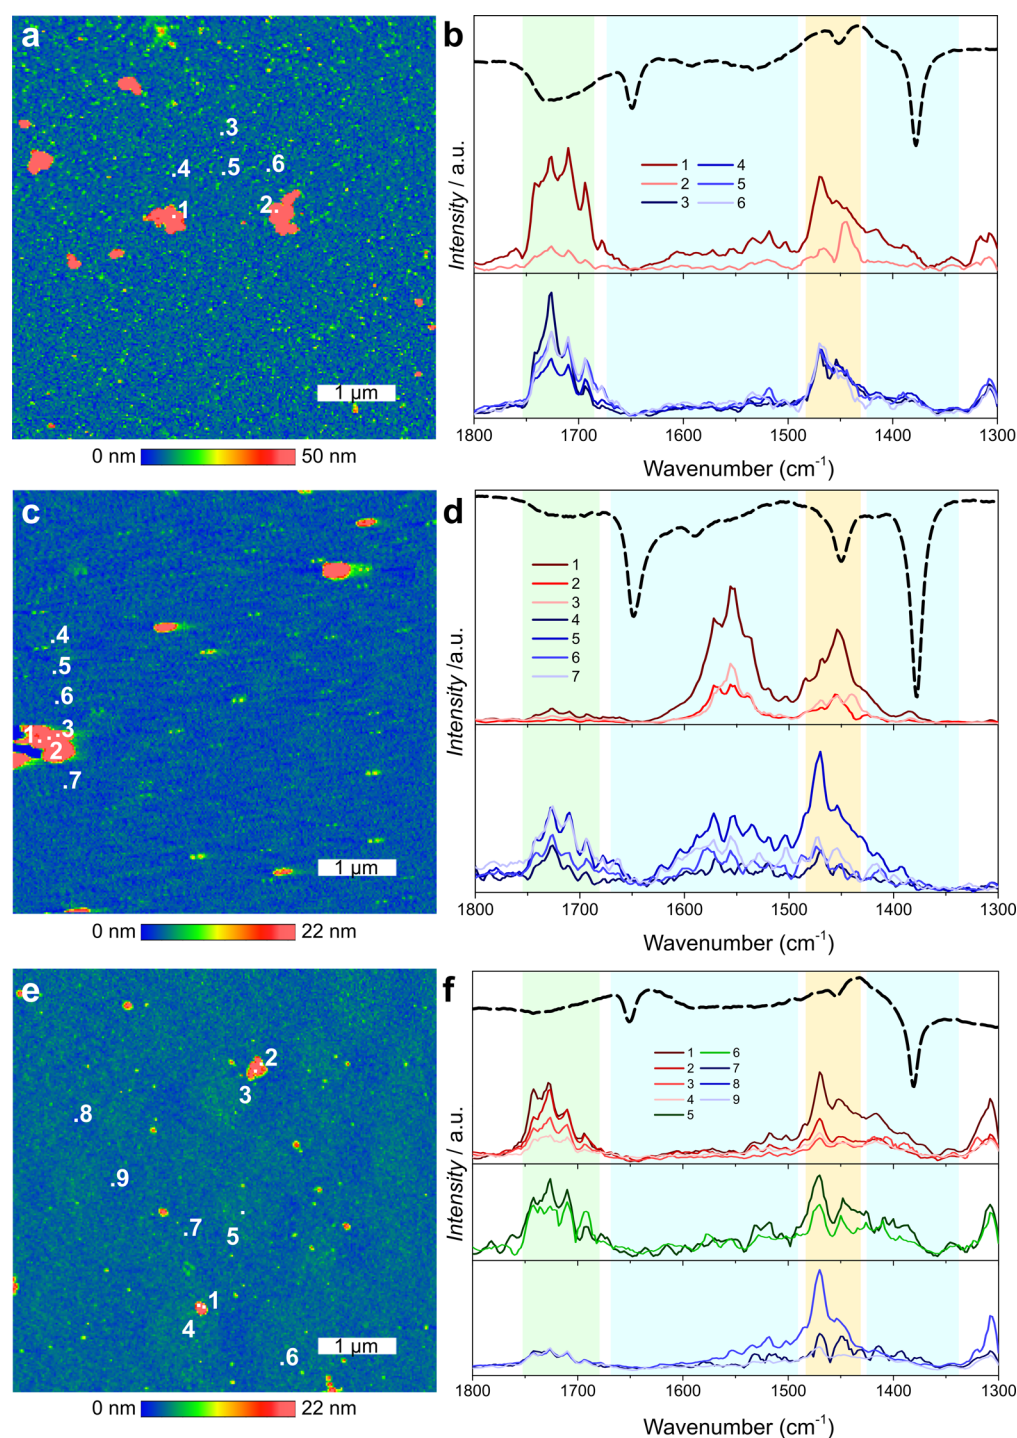 a
.3
.4 .5 .6
.1
2.
1 µm
0 nm 50 nm
b
Intensity / a.u.
1 4
2 5
3 6
1800 1700 1600 1500 1400 1300
Wavenumber (cm-1)
c
.4
.5
.6
1 .3
2
.7
1 µm
0 nm 22 nm
d
Intensity /a.u.
1
2
3
4
5
6
7
1800 1700 1600 1500 1400 1300
Wavenumber (cm-1)
e
2
3
.8
.9
.7
5
1
4
.6
1 µm
0 nm 22 nm
f
Intensity / a.u.
1 6
2 7
3 8
4 9
5
1800 1700 1600 1500 1400 1300
Wavenumber (cm-1)